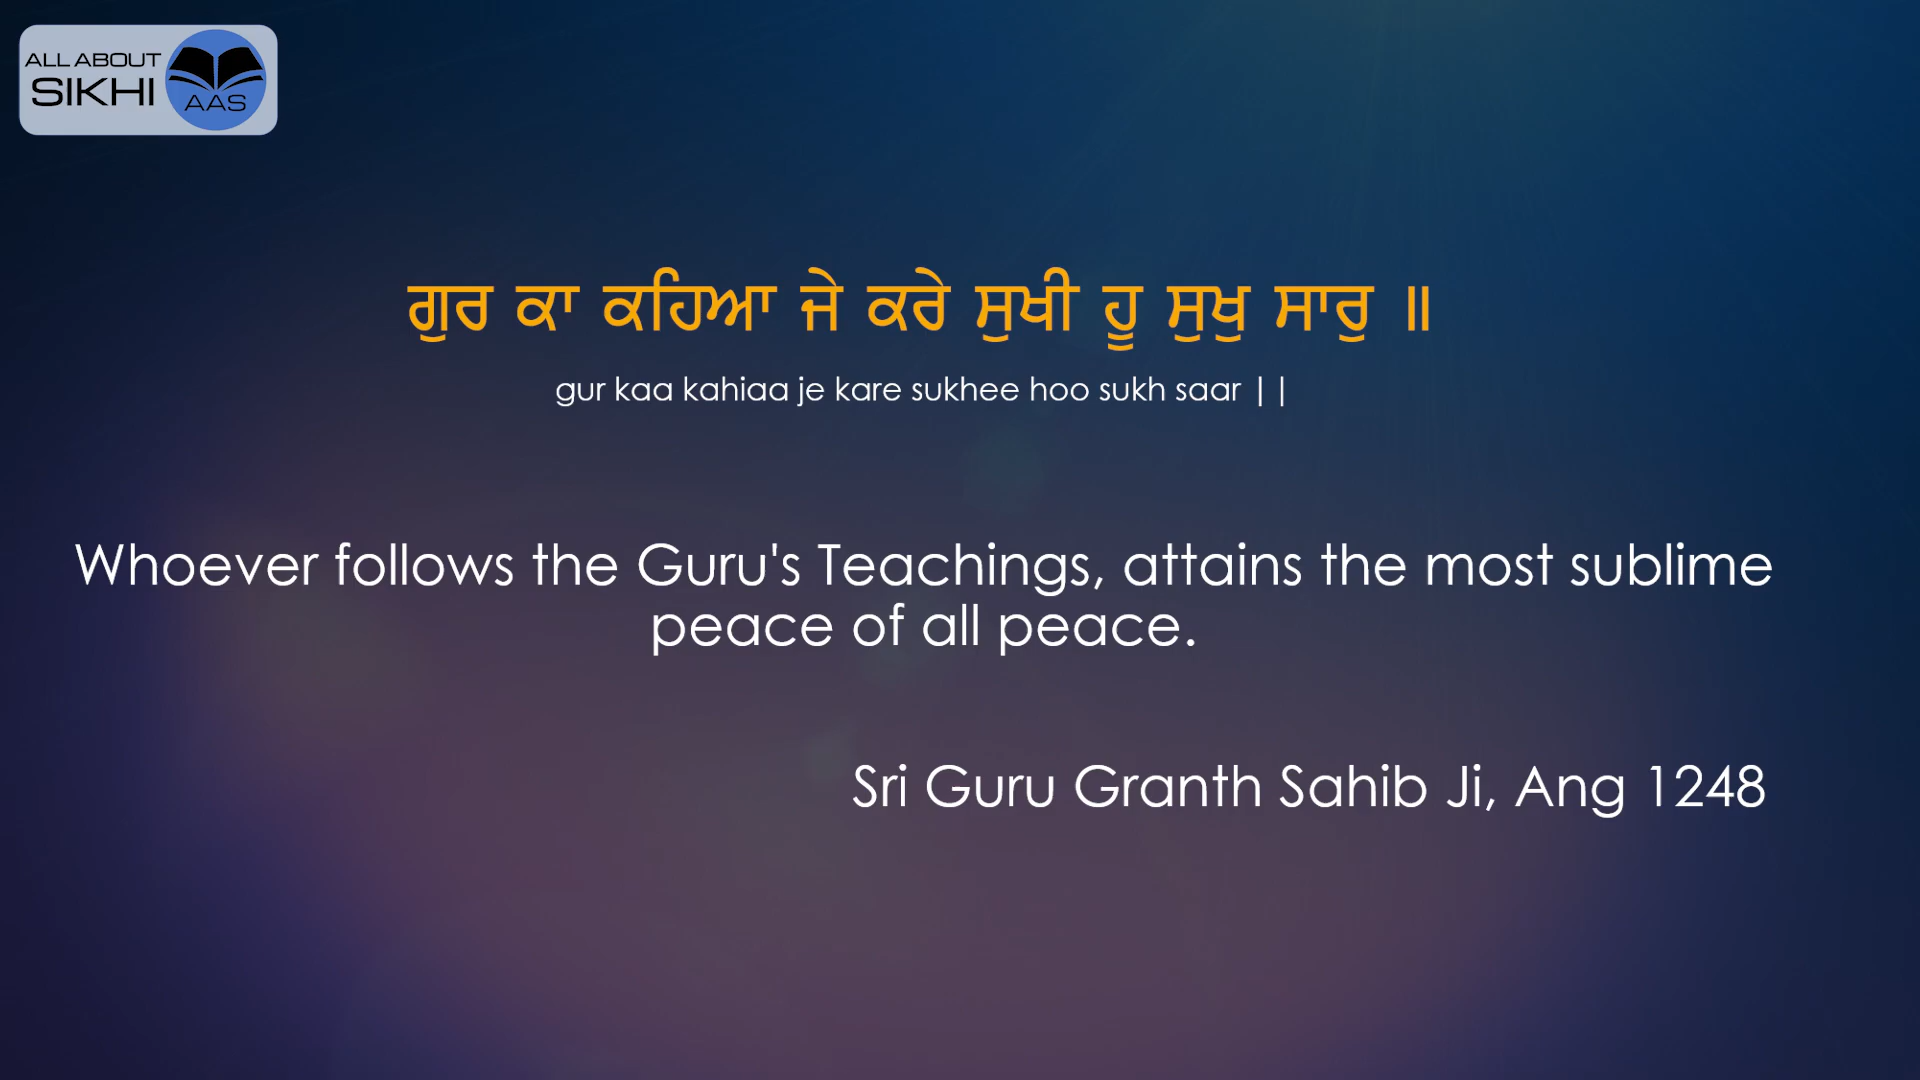 ALL ABOUT
SIKHI
AAS
ਗੁਰ ਕਾ ਕਹਿਆ ਜੇ ਕਰੇ ਸੁਖੀ ਹੂ ਸੁਖੁ ਸਾਰੁ ॥
gur kaa kahiaa je kare sukhee hoo sukh saar ||
Whoever follows the Guru's Teachings, attains the most sublime
peace of all peace.
Sri Guru Granth Sahib Ji, Ang 1248